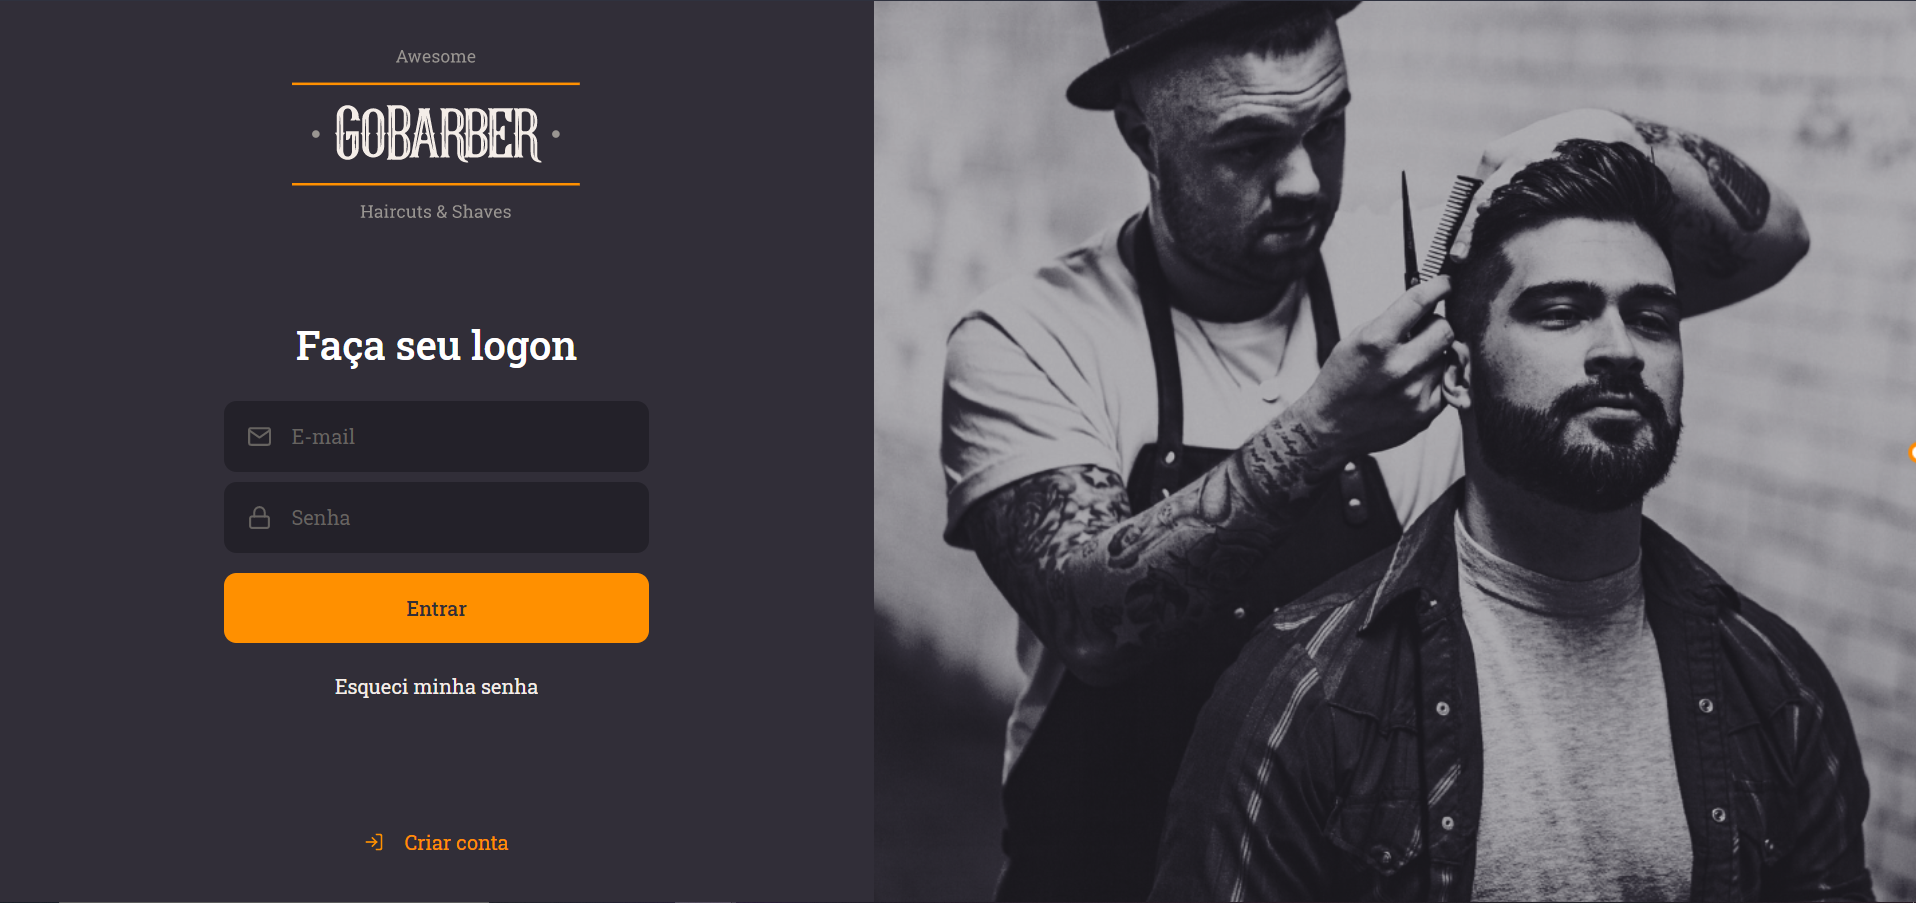 Awesome
GOBARBER
Haircuts & Shaves
Faça seu logon
E-mail
Senha
Entrar
Esqueci minha senha
Criar conta